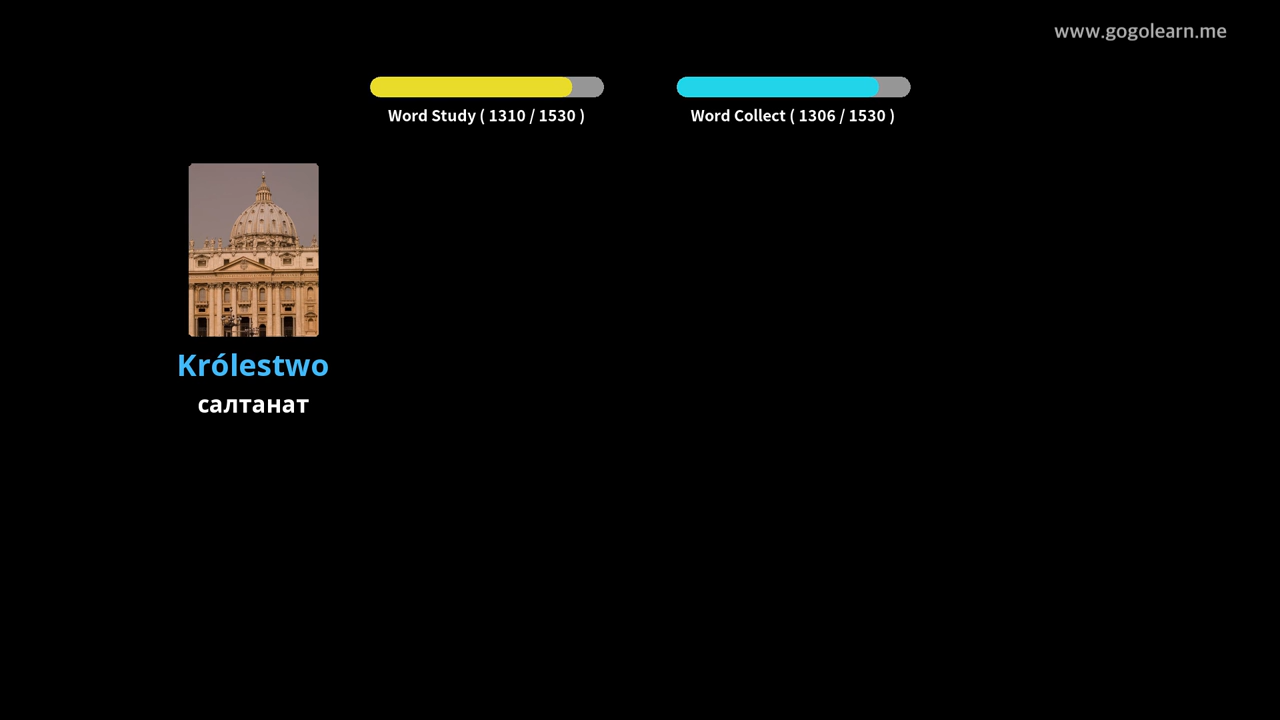 www.gogolearn.me
Word Study ( 1310 / 1530 )
Word Collect ( 1306 / 1530 )
Królestwo
салтанат